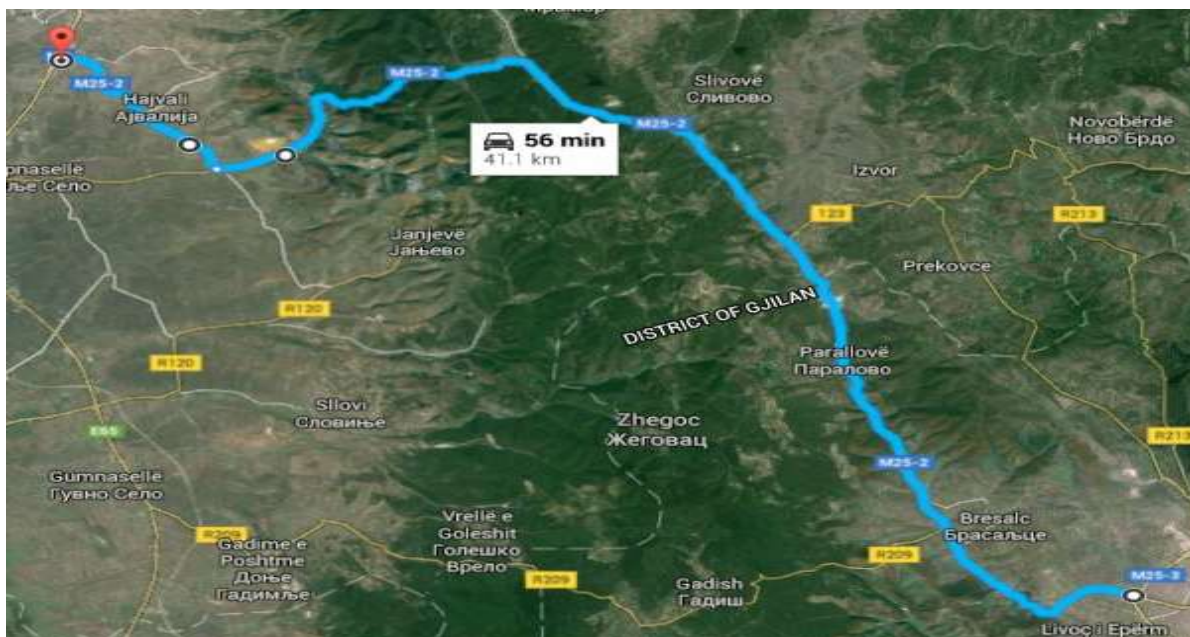 Мрамор
M25-2
M25-2
Slivovë
Сливово
Hajvali
Ајвалија
56 min
41.1 km
M25-2
Novobërdë
Ново Брдо
Izvor
123
R213
Janjevë
Јањево
Prekovce
R120
DISTRICT OF GJILAN
R120
Parallovë
Паралово
Sllovi
Словиње
Zhegoc
Жеговац
E65
R213
M25-2
Gumnasellë
Гувно Село
R209
Vrellë e
Goleshit
Голешко
Врело
Bresalc
Брасаљце
Gadime e
Poshtme
Доње
Гадимље
R209
R209
Gadish
Гадиш
M25-3
Livoç i Epërm